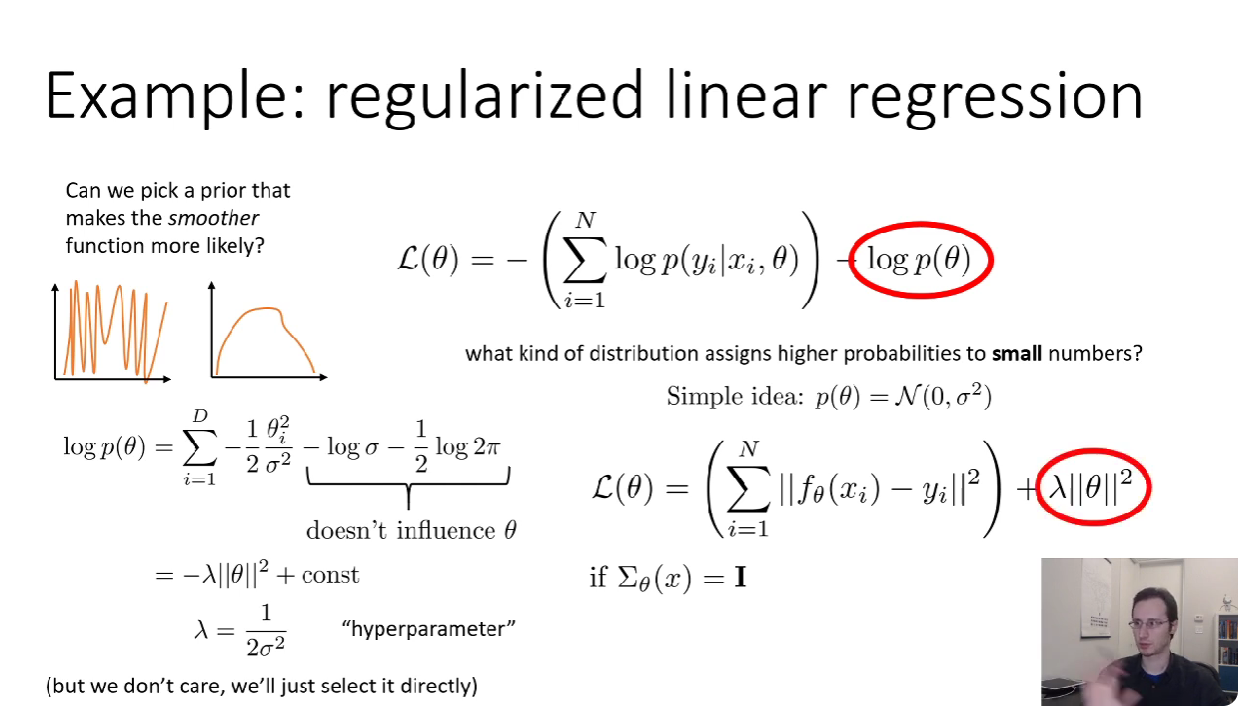 Example: regularized linear regression
Can we pick a prior that
makes the smoother
function more likely?
$\mathcal{L}(\theta) = -\left(\sum_{i=1}^{N} \log p(y_i|x_i, \theta)\right) - \log p(\theta)$
what kind of distribution assigns higher probabilities to small numbers?
Simple idea: $p(\theta) = \mathcal{N}(0, \sigma^2)$
$\log p(\theta) = \sum_{i=1}^{D} -\frac{1}{2}\frac{\theta_i^2}{\sigma^2} - \log \sigma - \frac{1}{2} \log 2\pi$
doesn't influence $\theta$
$= -\lambda||\theta||^2 + \text{const}$
$\lambda = \frac{1}{2\sigma^2}$ "hyperparameter"
(but we don't care, we'll just select it directly)
$\mathcal{L}(\theta) = \left(\sum_{i=1}^{N} ||f_\theta(x_i) - y_i||^2\right) + \lambda||\theta||^2$
if $\Sigma_\theta(x) = \mathbf{I}$